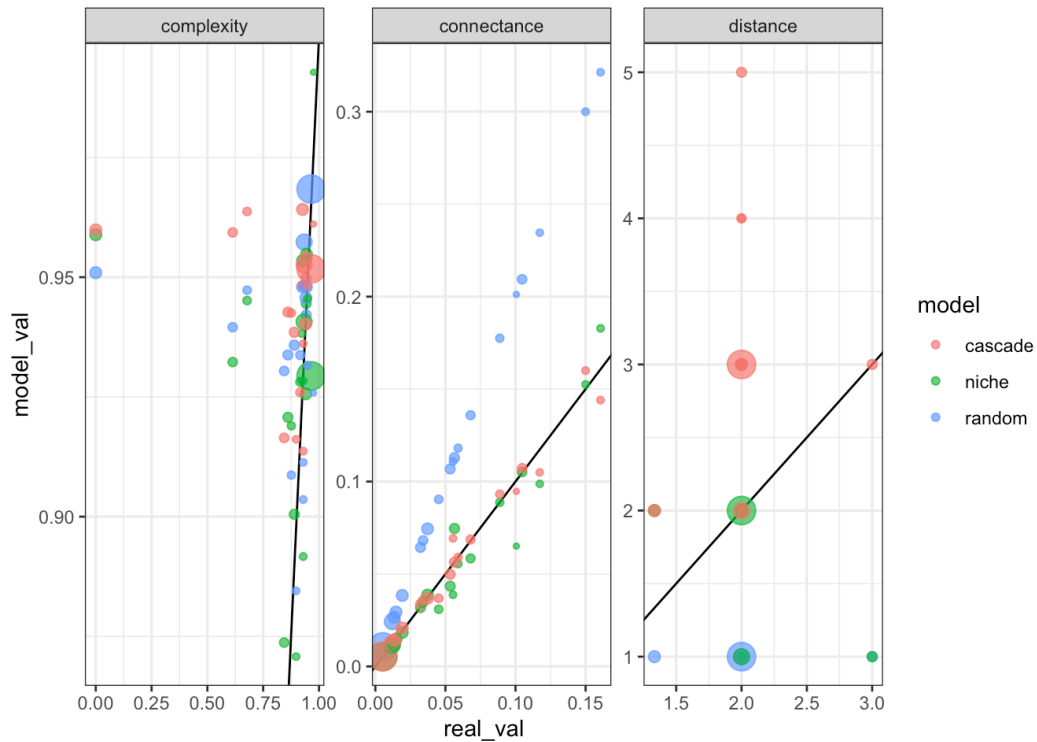 complexity
connectance
distance
model_val
0.95
0.90
0.3
0.2
0.1
0.0
5
4
3
2
1
0.00 0.25 0.50 0.75 1.00
0.00 0.05 0.10 0.15
1.5 2.0 2.5 3.0
real_val
model
cascade
niche
random